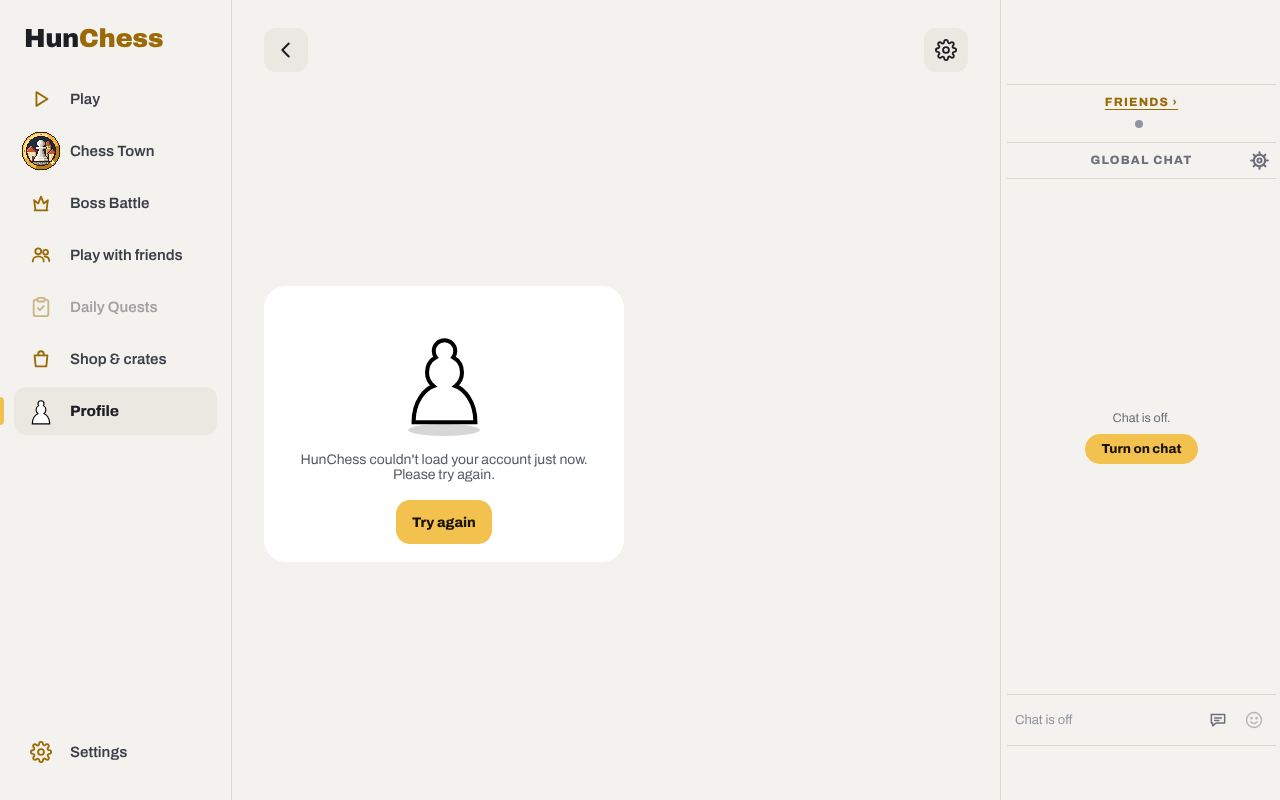 HunChess
Play
Chess Town
Boss Battle
Play with friends
Daily Quests
Shop & crates
Profile
Settings
HunChess couldn't load your account just now.
Please try again.
Try again
FRIENDS ›
GLOBAL CHAT
Chat is off.
Turn on chat
Chat is off